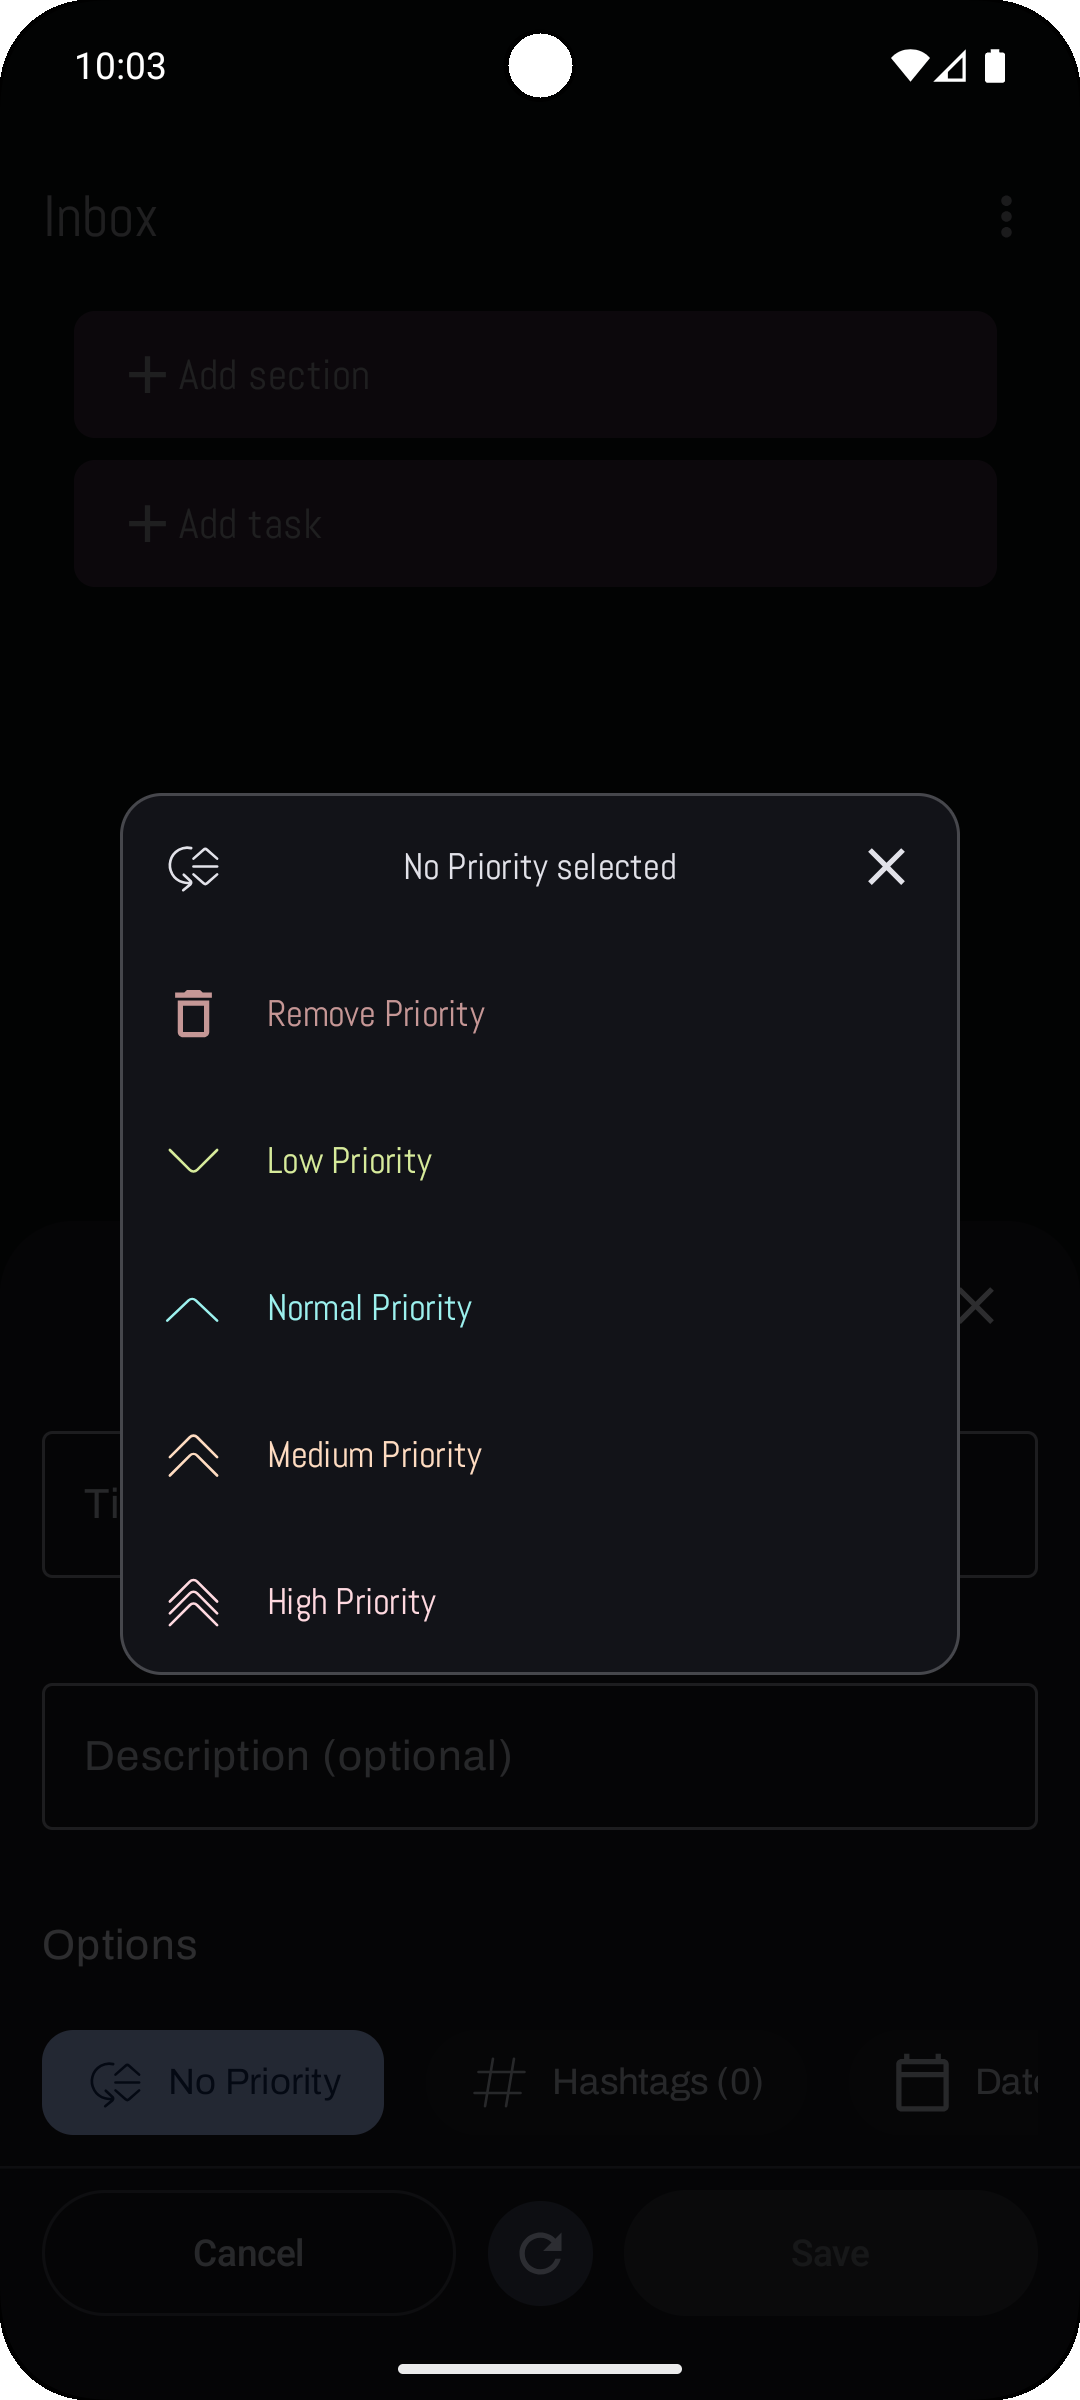 10:03
Inbox
Add section
Add task
No Priority selected
Remove Priority
Low Priority
Normal Priority
Medium Priority
High Priority
Description (optional)
Options
No Priority
Hashtags (0)
Cancel
Save